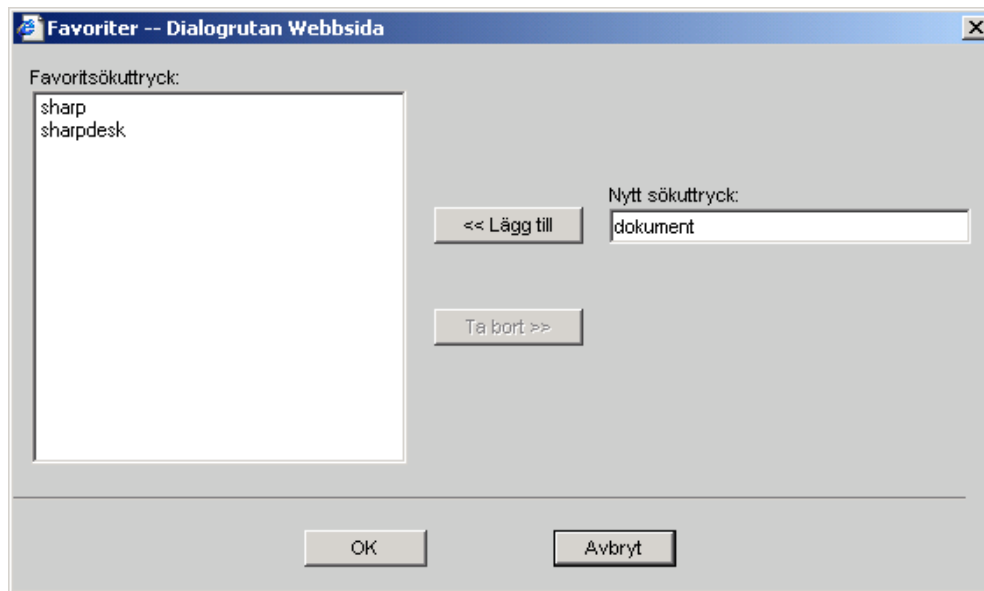 Favoriter -- Dialogrutan Webbsida
Favoritsökuttryck:
sharp
sharpdesk
Nytt sökuttryck:
<< Lägg till
dokument
Ta bort >>
OK
Avbryt